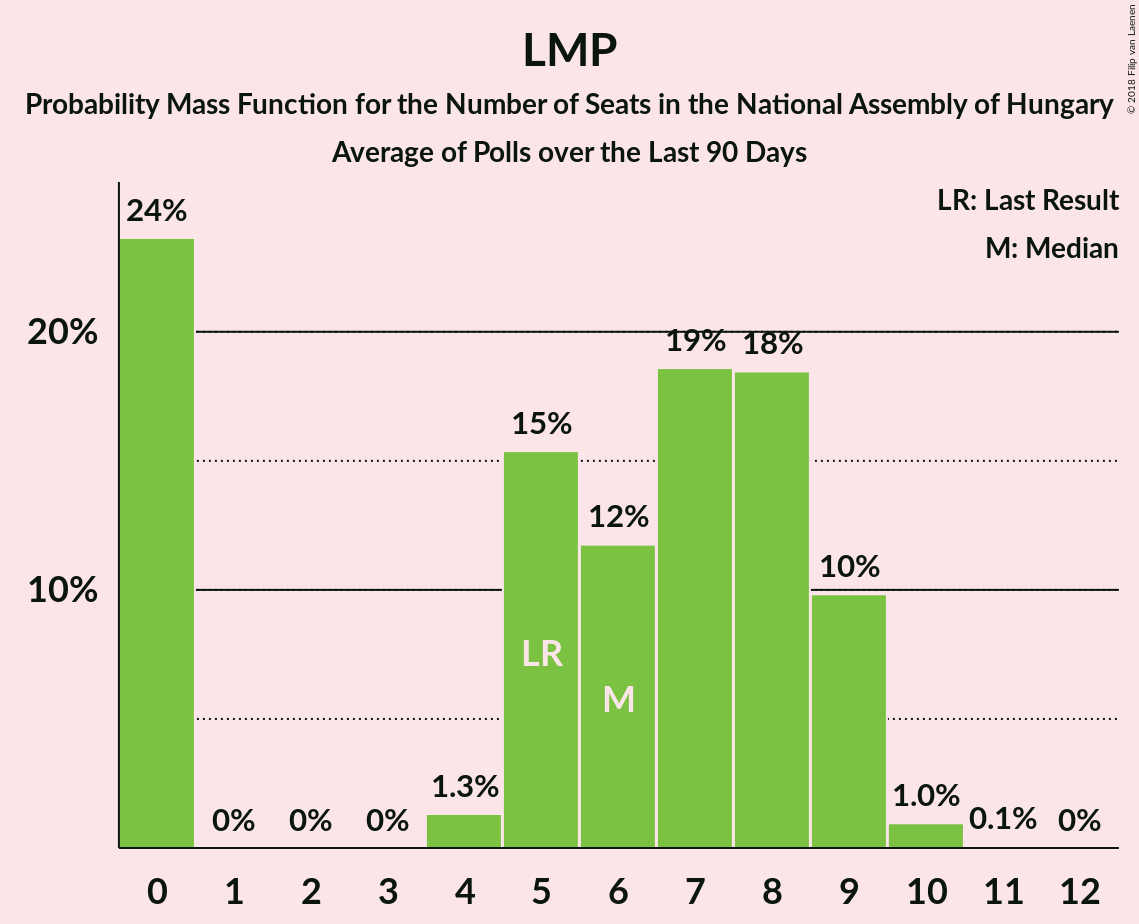 LMP
Probability Mass Function for the Number of Seats in the National Assembly of Hungary
Average of Polls over the Last 90 Days
© 2018 Filip van Laenen
LR: Last Result
M: Median
24%
20%
19%
18%
15%
12%
10%
10%
LR
M
1.3%
1.0%
0%
0%
0%
0.1%
0%
0 1 2 3 4 5 6 7 8 9 10 11 12